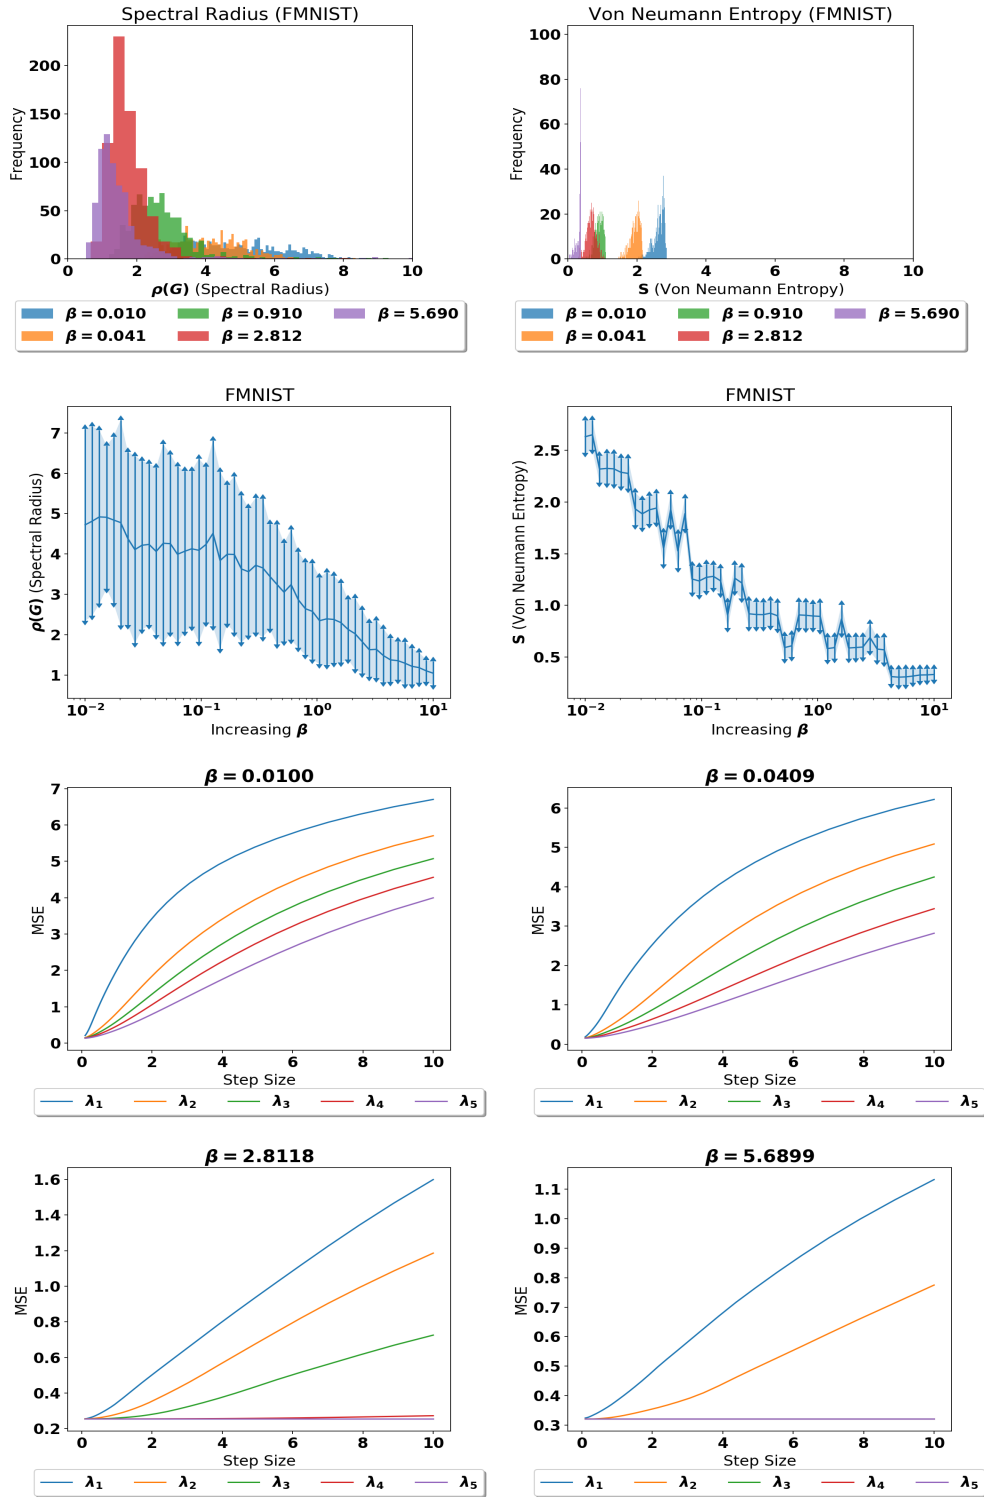 Spectral Radius (FMNIST)
Frequency
200
150
100
50
0
0 2 4 6 8 10
ρ(G) (Spectral Radius)
β = 0.010 β = 0.910 β = 5.690
β = 0.041 β = 2.812
Von Neumann Entropy (FMNIST)
Frequency
100
80
60
40
20
0
0 2 4 6 8 10
S (Von Neumann Entropy)
β = 0.010 β = 0.910 β = 5.690
β = 0.041 β = 2.812
FMNIST
ρ(G) (Spectral Radius)
7
6
5
4
3
2
1
10⁻² 10⁻¹ 10⁰ 10¹
Increasing β
FMNIST
S (Von Neumann Entropy)
2.5
2.0
1.5
1.0
0.5
10⁻² 10⁻¹ 10⁰ 10¹
Increasing β
β = 0.0100
MSE
7
6
5
4
3
2
1
0
0 2 4 6 8 10
Step Size
λ₁ λ₂ λ₃ λ₄ λ₅
β = 0.0409
MSE
6
5
4
3
2
1
0
0 2 4 6 8 10
Step Size
λ₁ λ₂ λ₃ λ₄ λ₅
β = 2.8118
MSE
1.6
1.4
1.2
1.0
0.8
0.6
0.4
0.2
0 2 4 6 8 10
Step Size
λ₁ λ₂ λ₃ λ₄ λ₅
β = 5.6899
MSE
1.1
1.0
0.9
0.8
0.7
0.6
0.5
0.4
0.3
0 2 4 6 8 10
Step Size
λ₁ λ₂ λ₃ λ₄ λ₅